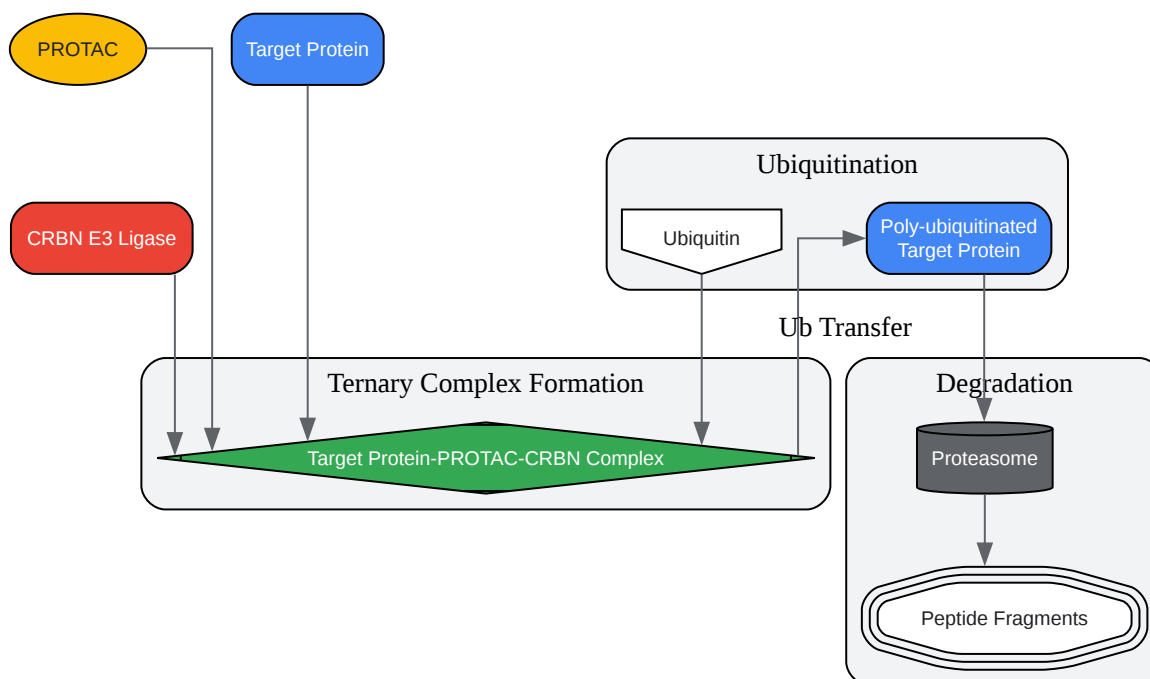 PROTAC
Target Protein
Ubiquitination
CRBN E3 Ligase
Ubiquitin
Poly-ubiquitinated
Target Protein
Ub Transfer
Ternary Complex Formation
Degradation
Target Protein-PROTAC-CRBN Complex
Proteasome
Peptide Fragments